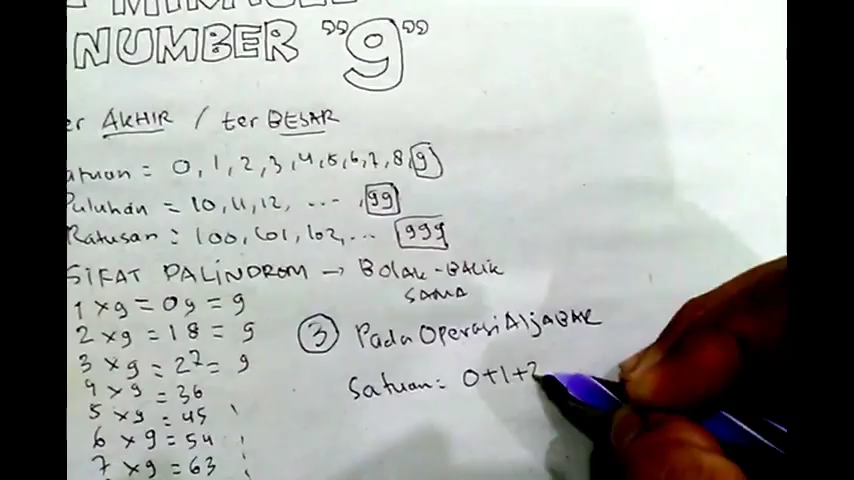 NUMBER "9"
AKHIR / ter BESAR
= 0, 1, 2, 3, 4, 5, 6, 7, 8, 9
Puluhan = 10, 11, 12, ... , 99
Ratusan = 100, 101, 102, ... 999
SIFAT PALINDROM → BOLAK-BALIK
SAMA
1 x 9 = 09 = 9
2 x 9 = 18 = 9
3 x 9 = 27 = 9
4 x 9 = 36
5 x 9 = 45
6 x 9 = 54
7 x 9 = 63
3 Pada Operasi AljABAR
Satuan = 0+1+2